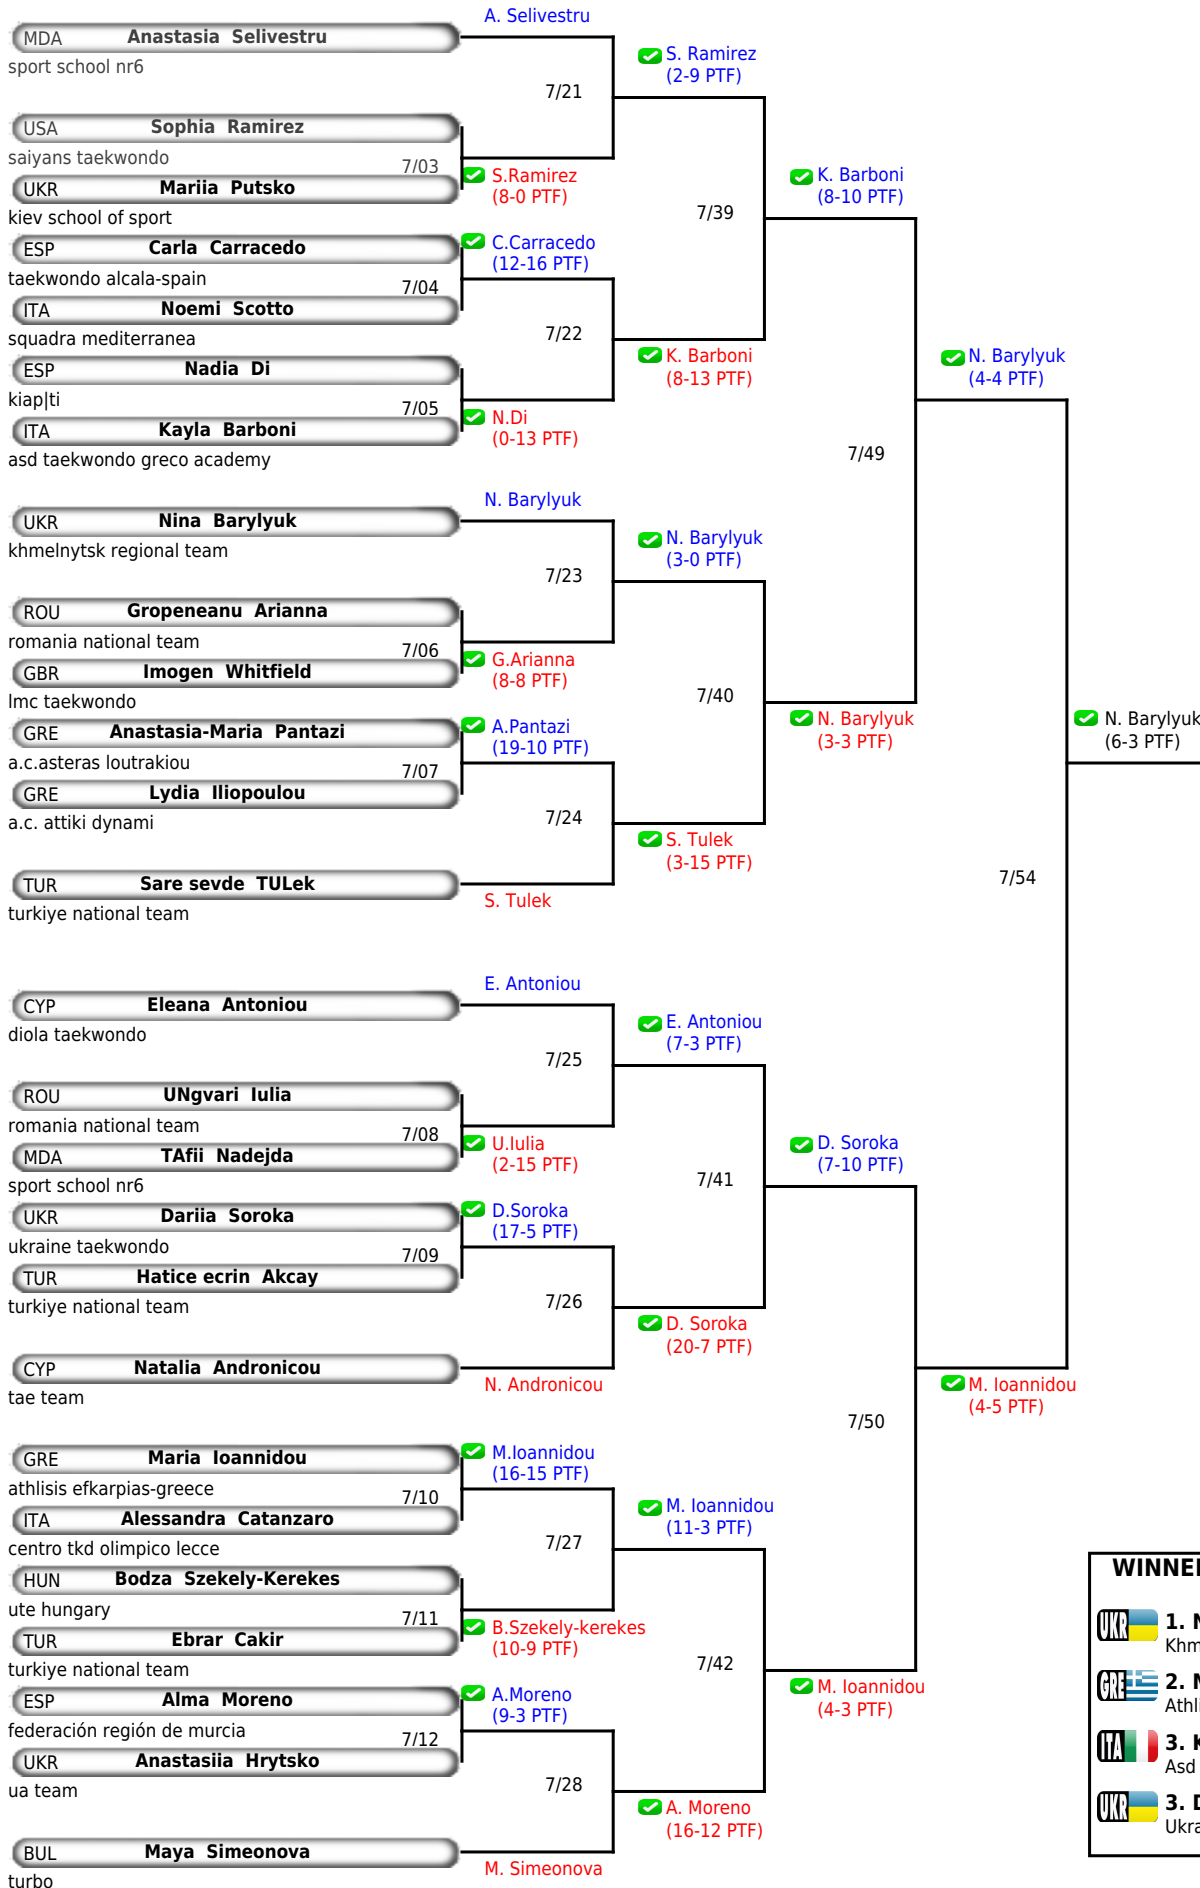 A. Selivestru
MDA Anastasia Selivestru
sport school nr6
S. Ramirez
(2-9 PTF)
7/21
USA Sophia Ramirez
saiyans taekwondo
7/03
S.Ramirez
(8-0 PTF)
UKR Mariia Putsko
kiev school of sport
K. Barboni
(8-10 PTF)
7/39
ESP Carla Carracedo
C.Carracedo
(12-16 PTF)
taekwondo alcala-spain
7/04
ITA Noemi Scotto
squadra mediterranea
7/22
K. Barboni
(8-13 PTF)
ESP Nadia Di
kiap|ti
7/05
N.Di
(0-13 PTF)
ITA Kayla Barboni
asd taekwondo greco academy
N. Barylyuk
(4-4 PTF)
7/49
N. Barylyuk
UKR Nina Barylyuk
khmelnytsk regional team
N. Barylyuk
(3-0 PTF)
7/23
ROU Gropeneanu Arianna
romania national team
7/06
G.Arianna
(8-8 PTF)
GBR Imogen Whitfield
lmc taekwondo
7/40
N. Barylyuk
(3-3 PTF)
N. Barylyuk
(6-3 PTF)
GRE Anastasia-Maria Pantazi
A.Pantazi
(19-10 PTF)
a.c.asteras loutrakiou
7/07
GRE Lydia Iliopoulou
a.c. attiki dynami
7/24
S. Tulek
(3-15 PTF)
TUR Sare sevde TULek
turkiye national team
S. Tulek
7/54
E. Antoniou
CYP Eleana Antoniou
diola taekwondo
E. Antoniou
(7-3 PTF)
7/25
ROU UNgvari Iulia
romania national team
7/08
U.Iulia
(2-15 PTF)
MDA TAfii Nadejda
sport school nr6
D. Soroka
(7-10 PTF)
7/41
UKR Dariia Soroka
D.Soroka
(17-5 PTF)
ukraine taekwondo
7/09
TUR Hatice ecrin Akcay
turkiye national team
7/26
D. Soroka
(20-7 PTF)
CYP Natalia Andronicou
tae team
N. Andronicou
M. Ioannidou
(4-5 PTF)
7/50
GRE Maria Ioannidou
M.Ioannidou
(16-15 PTF)
athlisis efkarpias-greece
7/10
ITA Alessandra Catanzaro
centro tkd olimpico lecce
M. Ioannidou
(11-3 PTF)
7/27
HUN Bodza Szekely-Kerekes
ute hungary
7/11
B.Szekely-kerekes
(10-9 PTF)
TUR Ebrar Cakir
turkiye national team
7/42
M. Ioannidou
(4-3 PTF)
ESP Alma Moreno
A.Moreno
(9-3 PTF)
federación región de murcia
7/12
UKR Anastasiia Hrytsko
ua team
7/28
A. Moreno
(16-12 PTF)
BUL Maya Simeonova
turbo
M. Simeonova
WINNE
UKR 1. N
Khm
GRE 2. M
Athl
ITA 3. K
Asd
UKR 3. D
Ukra